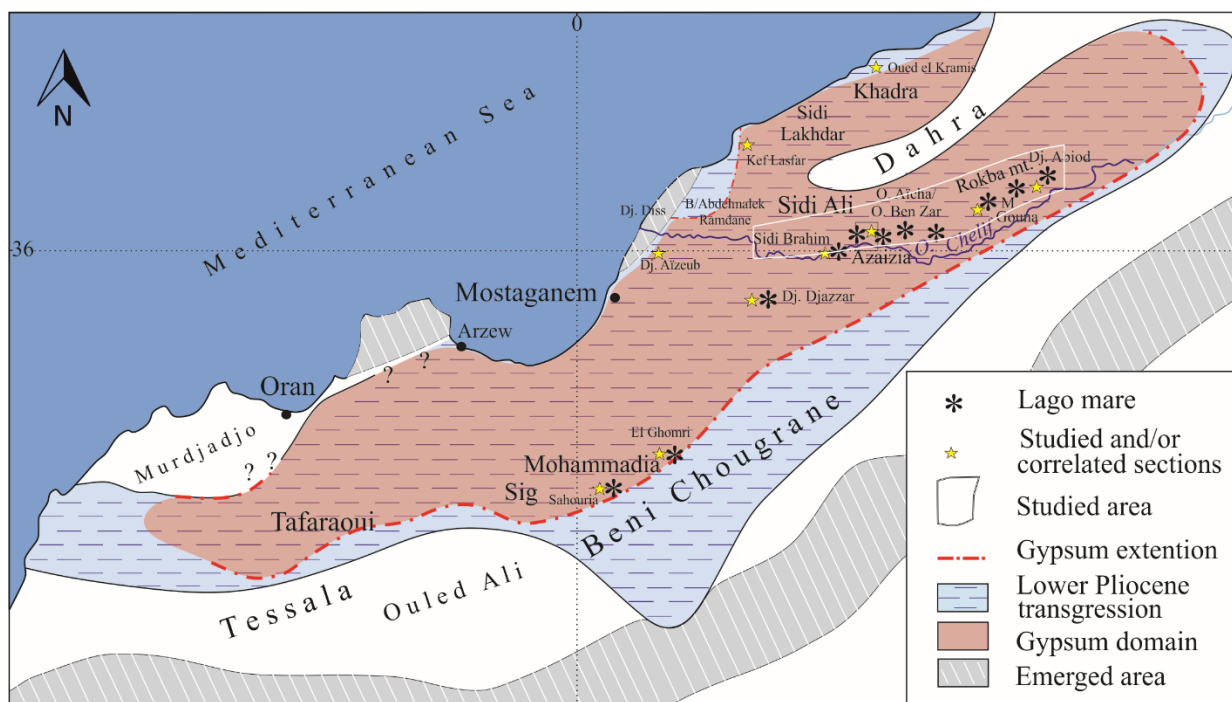 0
N
36
Mediterranean Sea
Oued el Kramis
Khadra
Sidi
Lakhdar
Kef Lasfar
Dahra
Dj. Abiod
Rokba mt.
M
Gouna
O. Aïcha/
O. Ben Zar
Sidi Ali
B/Abdelmalek
Ramdane
Dj. Diss
Sidi Brahim
Azaizia
O. Chelif
Dj. Aïzeub
Mostaganem
Dj. Djazzar
Arzew
? ?
Oran
Murdjadjo
? ?
El Ghomri
Mohammadia
Sig
Sahouria
Tafaraoui
Beni Chougrane
Tessala
Ouled Ali
Lago mare
Studied and/or
correlated sections
Studied area
Gypsum extention
Lower Pliocene
transgression
Gypsum domain
Emerged area